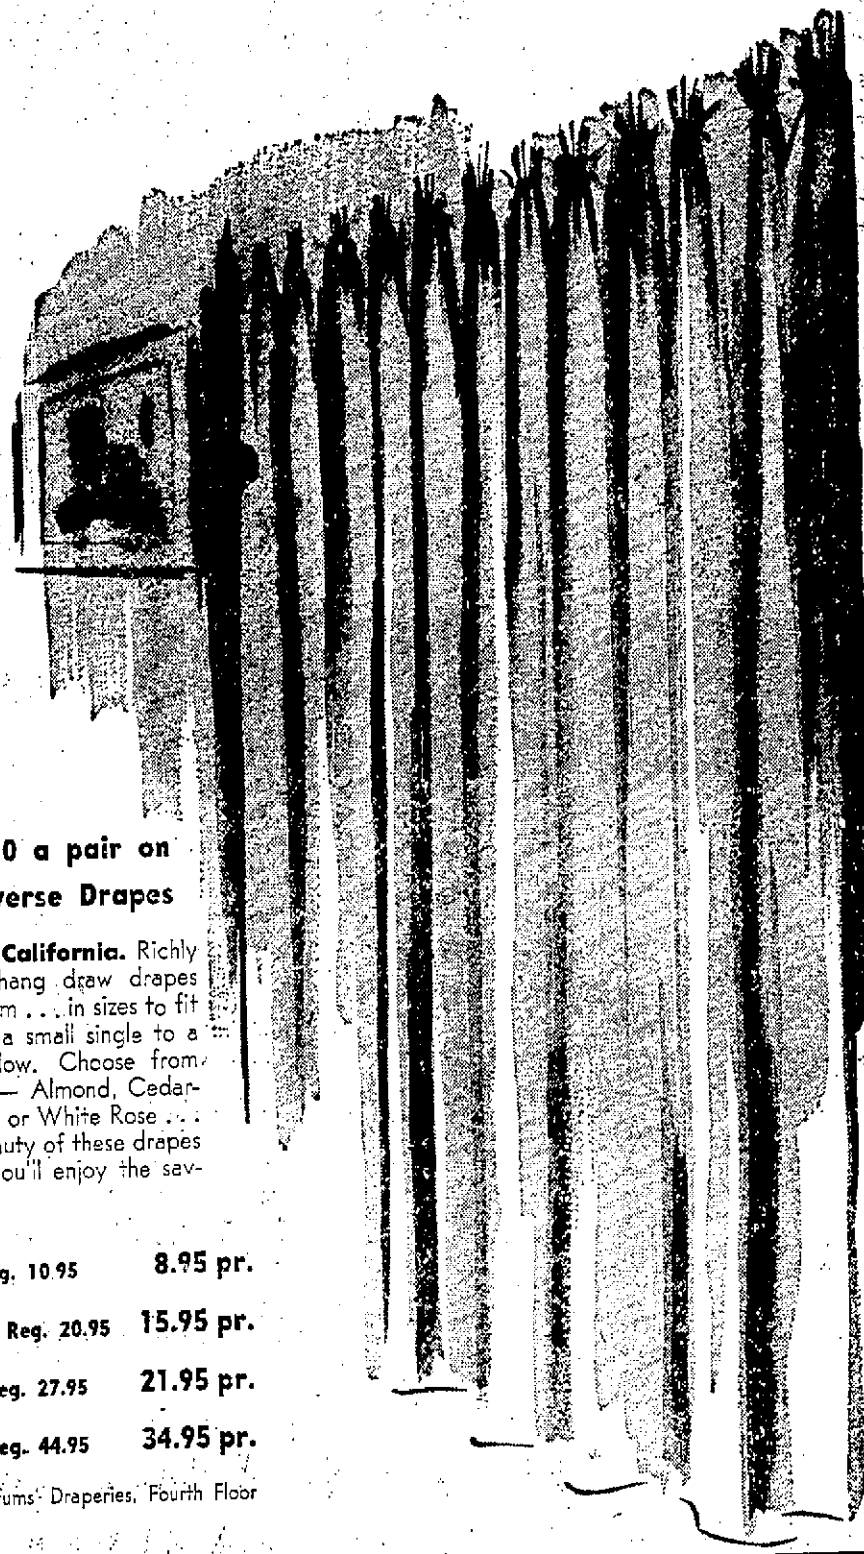 0 a pair on
verse Drapes
California. Richly
hang draw drapes
m . . . in sizes to fit
a small single to a
low. Choose from
— Almond, Cedar-
or White Rose . . .
auty of these drapes
ou'll enjoy the sav-
g. 10.95 8.95 pr.
Reg. 20.95 15.95 pr.
eg. 27.95 21.95 pr.
eg. 44.95 34.95 pr.
fums' Draperies, Fourth Floor